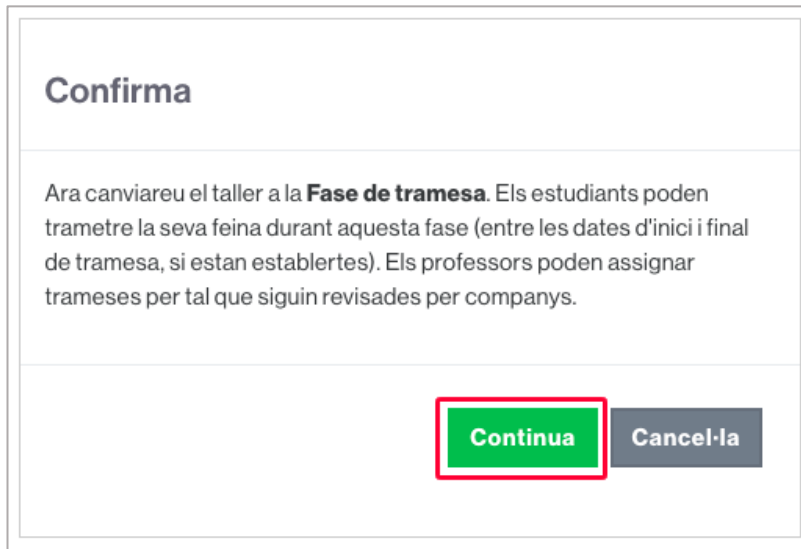 Confirma
Ara canviareu el taller a la Fase de tramesa. Els estudiants poden
trametre la seva feina durant aquesta fase (entre les dates d'inici i final
de tramesa, si estan establertes). Els professors poden assignar
trameses per tal que siguin revisades per companys.
Continua Cancel·la